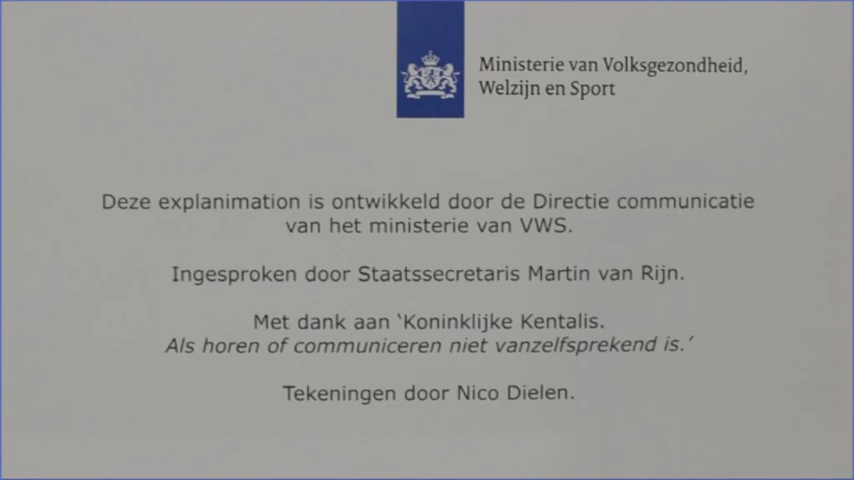 Ministerie van Volksgezondheid,
Welzijn en Sport
Deze explanimation is ontwikkeld door de Directie communicatie
van het ministerie van VWS.
Ingesproken door Staatssecretaris Martin van Rijn.
Met dank aan ‘Koninklijke Kentalis.
Als horen of communiceren niet vanzelfsprekend is.’
Tekeningen door Nico Dielen.